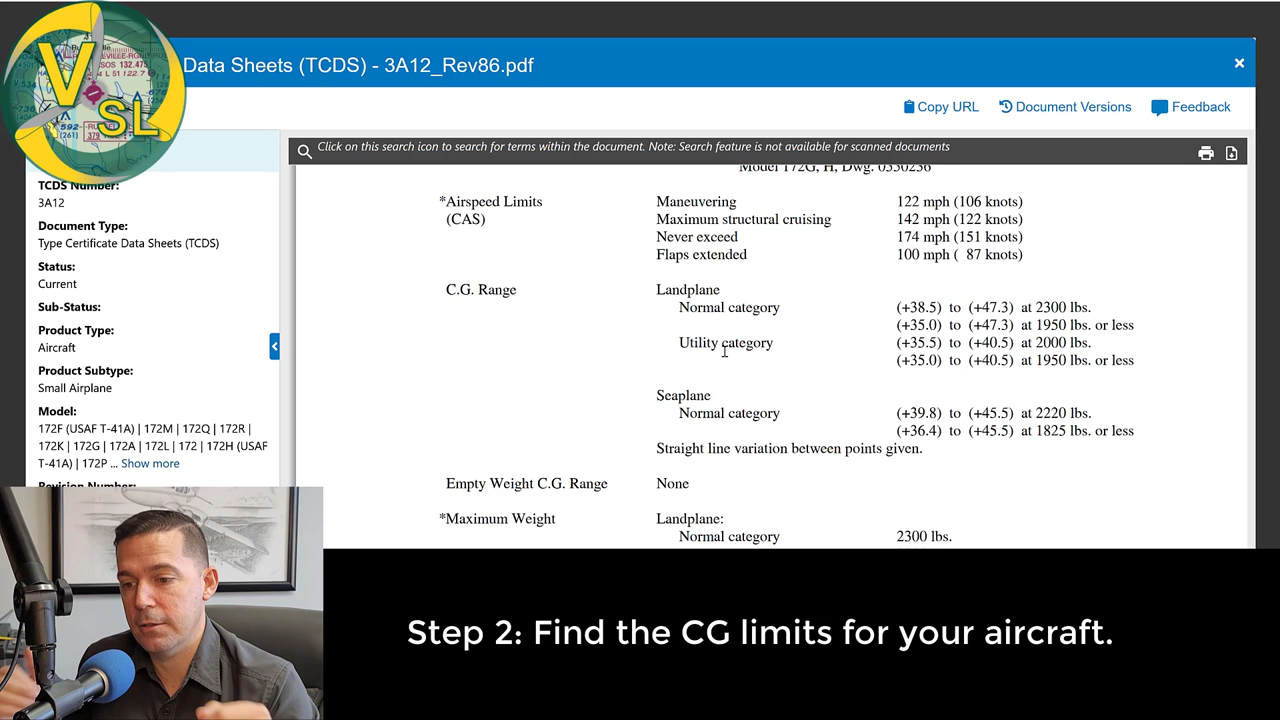 V
SL
Data Sheets (TCDS) - 3A12_Rev86.pdf
×
Copy URL
Document Versions
Feedback
Click on this search icon to search for terms within the document. Note: Search feature is not available for scanned documents
TCDS Number:
3A12
Document Type:
Type Certificate Data Sheets (TCDS)
Status:
Current
Sub-Status:
Product Type:
Aircraft
Product Subtype:
Small Airplane
Model:
172F (USAF T-41A) | 172M | 172Q | 172R |
172K | 172G | 172A | 172L | 172 | 172H (USAF
T-41A) | 172P ... Show more
Revision Number:
Model 172G, H, Dwg. 0550236
*Airspeed Limits Maneuvering 122 mph (106 knots)
(CAS) Maximum structural cruising 142 mph (122 knots)
Never exceed 174 mph (151 knots)
Flaps extended 100 mph ( 87 knots)
C.G. Range Landplane
Normal category (+38.5) to (+47.3) at 2300 lbs.
(+35.0) to (+47.3) at 1950 lbs. or less
Utility category (+35.5) to (+40.5) at 2000 lbs.
(+35.0) to (+40.5) at 1950 lbs. or less
Seaplane
Normal category (+39.8) to (+45.5) at 2220 lbs.
(+36.4) to (+45.5) at 1825 lbs. or less
Straight line variation between points given.
Empty Weight C.G. Range None
*Maximum Weight Landplane:
Normal category 2300 lbs.
Step 2: Find the CG limits for your aircraft.